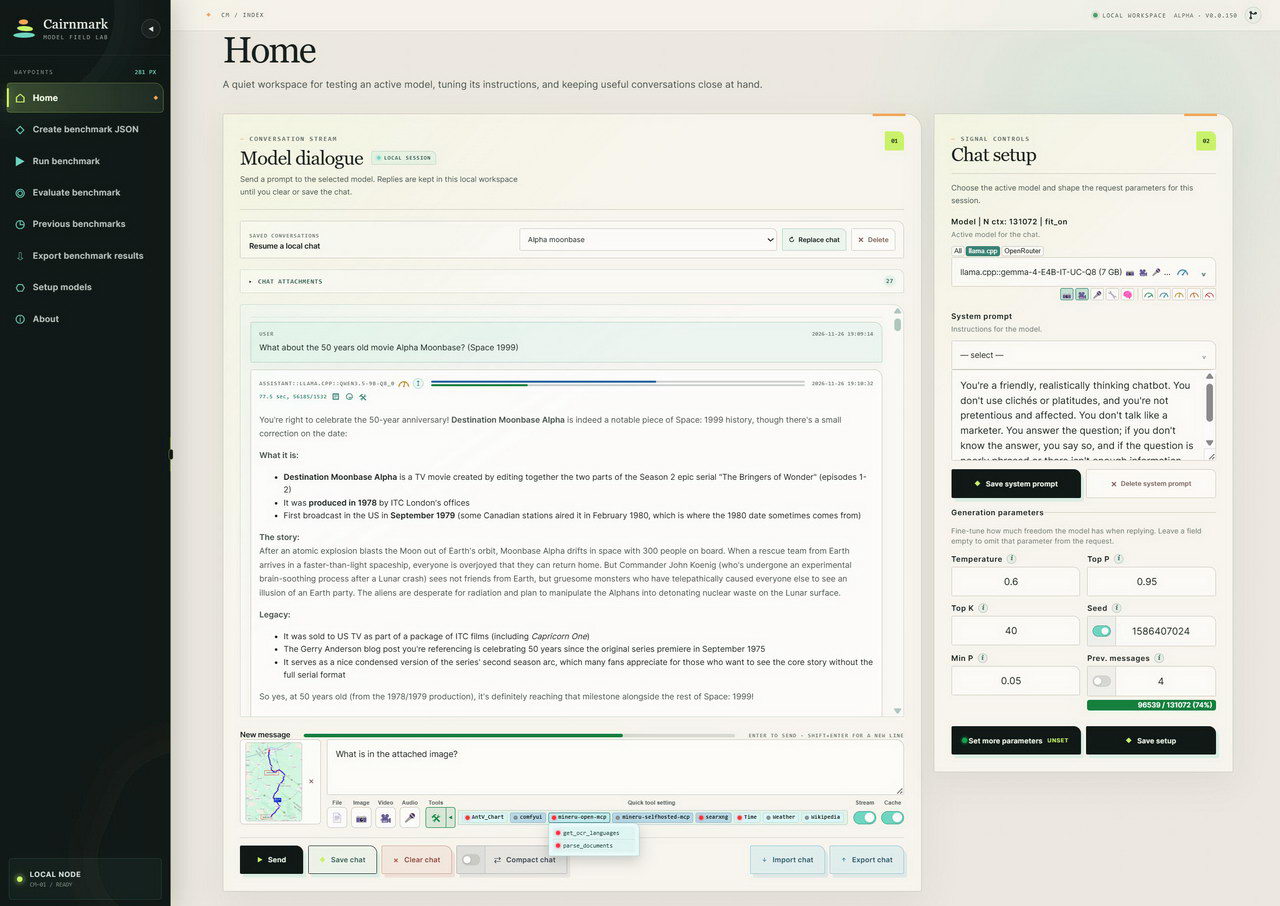 Cairnmark
MODEL FIELD LAB
WAYPOINTS
281 PX
Home
Create benchmark JSON
Run benchmark
Evaluate benchmark
Previous benchmarks
Export benchmark results
Setup models
About
LOCAL NODE
CM-01 / READY
CM / INDEX
LOCAL WORKSPACE ALPHA · V0.0.150
Home
A quiet workspace for testing an active model, tuning its instructions, and keeping useful conversations close at hand.
CONVERSATION STREAM
01
Model dialogue
LOCAL SESSION
Send a prompt to the selected model. Replies are kept in this local workspace
until you clear or save the chat.
SAVED CONVERSATIONS
Resume a local chat
Alpha moonbase
Replace chat
Delete
CHAT ATTACHMENTS
27
USER
2026-11-26 19:09:14
What about the 50 years old movie Alpha Moonbase? (Space 1999)
ASSISTANT::LLAMA.CPP::QWEN3.5-9B-Q8_0
2026-11-26 19:10:32
77.5 sec, 56185/1532
You're right to celebrate the 50-year anniversary! Destination Moonbase Alpha is indeed a notable piece of Space: 1999 history, though there's a small
correction on the date:
What it is:
• Destination Moonbase Alpha is a TV movie created by editing together the two parts of the Season 2 epic serial "The Bringers of Wonder" (episodes 1-
2)
• It was produced in 1978 by ITC London's offices
• First broadcast in the US in September 1979 (some Canadian stations aired it in February 1980, which is where the 1980 date sometimes comes from)
The story:
After an atomic explosion blasts the Moon out of Earth's orbit, Moonbase Alpha drifts in space with 300 people on board. When a rescue team from Earth
arrives in a faster-than-light spaceship, everyone is overjoyed that they can return home. But Commander John Koenig (who's undergone an experimental
brain-soothing process after a Lunar crash) sees not friends from Earth, but gruesome monsters who have telepathically caused everyone else to see an
illusion of an Earth party. The aliens are desperate for radiation and plan to manipulate the Alphans into detonating nuclear waste on the Lunar surface.
Legacy:
• It was sold to US TV as part of a package of ITC films (including Capricorn One)
• The Gerry Anderson blog post you're referencing is celebrating 50 years since the original series premiere in September 1975
• It serves as a nice condensed version of the series' second season arc, which many fans appreciate for those who want to see the core story without the
full serial format
So yes, at 50 years old (from the 1978/1979 production), it's definitely reaching that milestone alongside the rest of Space: 1999!
New message
ENTER TO SEND · SHIFT+ENTER FOR A NEW LINE
What is in the attached image?
File
Image
Video
Audio
Tools
Quick tool setting
Stream
Cache
AntV_Chart
comfyui
mineru-open-mcp
mineru-selfhosted-mcp
searxng
Time
Weather
Wikipedia
get_ocr_languages
parse_documents
Send
Save chat
Clear chat
Compact chat
Import chat
Export chat
SIGNAL CONTROLS
02
Chat setup
Choose the active model and shape the request parameters for this
session.
Model | N ctx: 131072 | fit_on
Active model for the chat.
All
llama.cpp
OpenRouter
llama.cpp::gemma-4-E4B-IT-UC-Q8 (7 GB) ...
System prompt
Instructions for the model.
— select —
You're a friendly, realistically thinking chatbot. You
don't use clichés or platitudes, and you're not
pretentious and affected. You don't talk like a
marketer. You answer the question; if you don't
know the answer, you say so, and if the question is
Save system prompt
Delete system prompt
Generation parameters
Fine-tune how much freedom the model has when replying. Leave a field
empty to omit that parameter from the request.
Temperature i
Top P i
0.6
0.95
Top K i
Seed i
40
1586407024
Min P i
Prev. messages i
0.05
4
96539 / 131072 (74%)
Set more parameters UNSET
Save setup